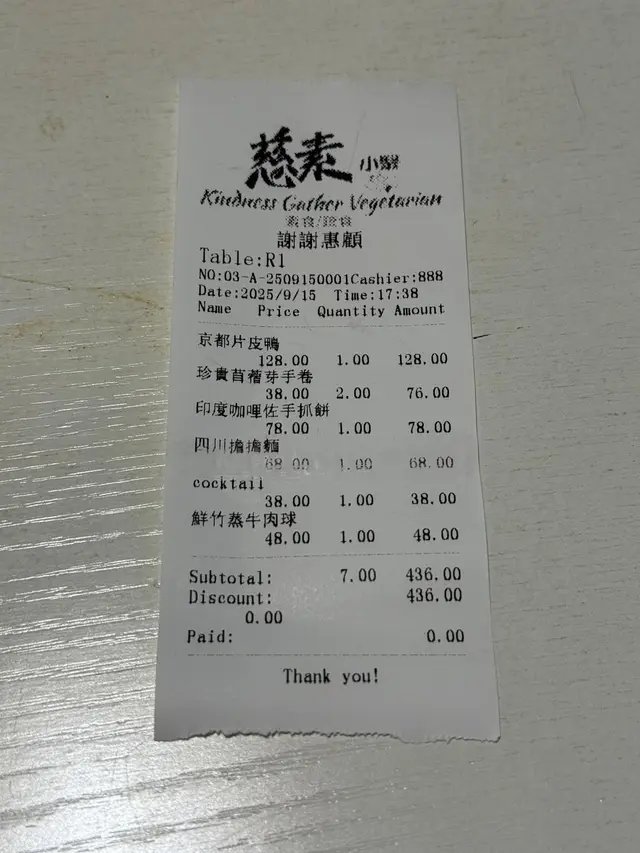 慈素小聚
Kindness Gather Vegetarian
素食/蔬食
謝謝惠顧
Table:R1
NO:03-A-2509150001Cashier:888
Date:2025/9/15 Time:17:38
Name Price Quantity Amount
京都片皮鴨
128.00 1.00 128.00
珍貴苜蓿芽手卷
38.00 2.00 76.00
印度咖哩佐手抓餅
78.00 1.00 78.00
四川擔擔麵
68.00 1.00 68.00
cocktail
38.00 1.00 38.00
鮮竹蒸牛肉球
48.00 1.00 48.00
Subtotal: 7.00 436.00
Discount: 436.00
0.00
Paid: 0.00
Thank you!